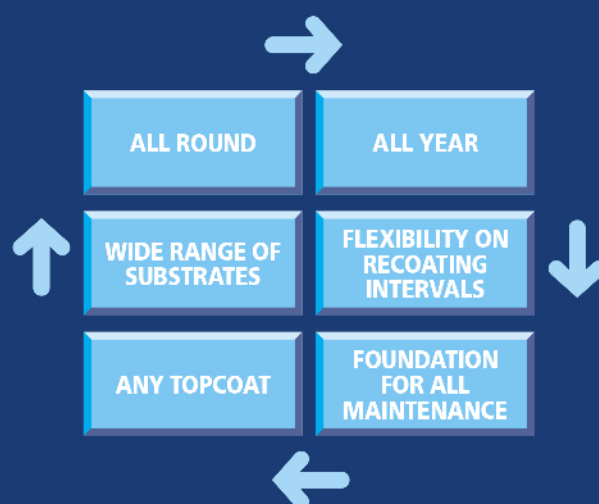 ALL ROUND
ALL YEAR
WIDE RANGE OF
SUBSTRATES
FLEXIBILITY ON
RECOATING
INTERVALS
ANY TOPCOAT
FOUNDATION
FOR ALL
MAINTENANCE